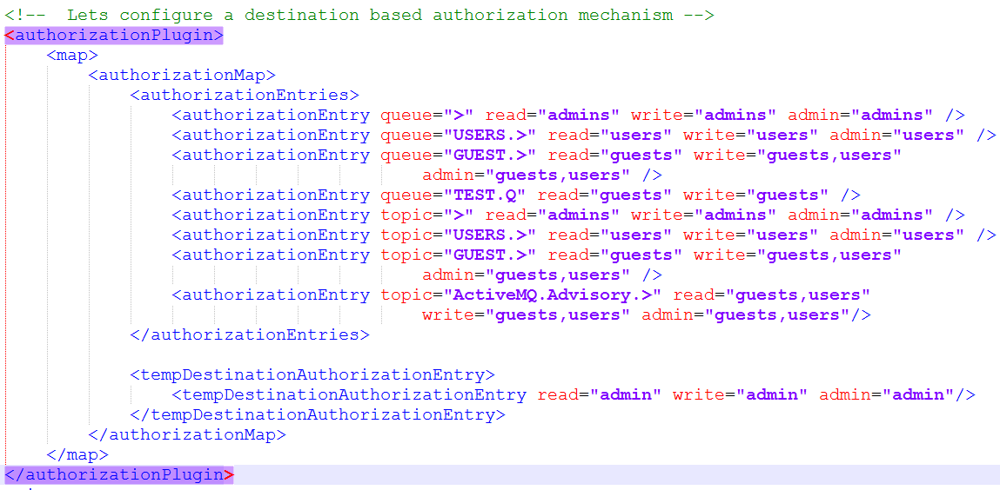 <!--  Lets configure a destination based authorization mechanism -->
<authorizationPlugin>
    <map>
        <authorizationMap>
            <authorizationEntries>
                <authorizationEntry queue=">" read="admins" write="admins" admin="admins" />
                <authorizationEntry queue="USERS.>" read="users" write="users" admin="users" />
                <authorizationEntry queue="GUEST.>" read="guests" write="guests,users"
                                        admin="guests,users" />
                <authorizationEntry queue="TEST.Q" read="guests" write="guests" />
                <authorizationEntry topic=">" read="admins" write="admins" admin="admins" />
                <authorizationEntry topic="USERS.>" read="users" write="users" admin="users" />
                <authorizationEntry topic="GUEST.>" read="guests" write="guests,users"
                                        admin="guests,users" />
                <authorizationEntry topic="ActiveMQ.Advisory.>" read="guests,users"
                                        write="guests,users" admin="guests,users"/>
            </authorizationEntries>

            <tempDestinationAuthorizationEntry>
                <tempDestinationAuthorizationEntry read="admin" write="admin" admin="admin"/>
            </tempDestinationAuthorizationEntry>
        </authorizationMap>
    </map>
</authorizationPlugin>